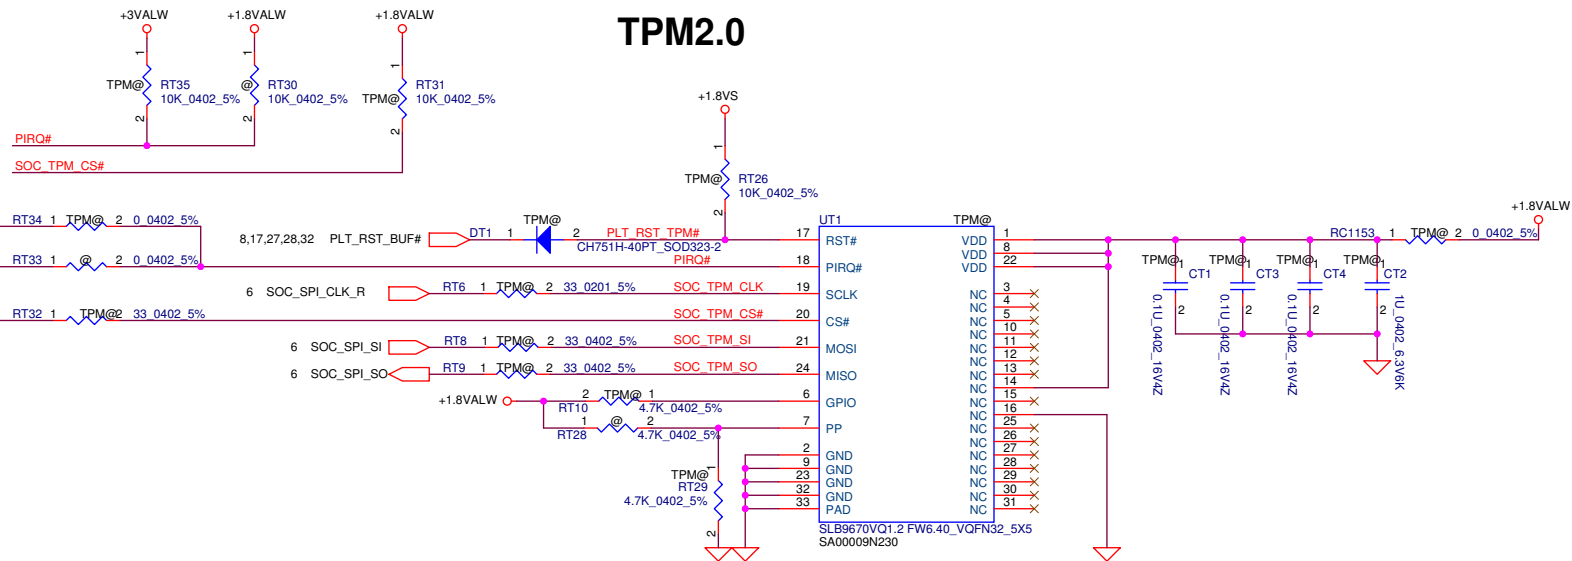 TPM2.0
+3VALW
+1.8VALW
+1.8VALW
1
1
1
TPM@
RT35
10K_0402_5%
@
RT30
10K_0402_5%
TPM@
RT31
10K_0402_5%
2
2
2
PIRQ#
SOC_TPM_CS#
+1.8VS
1
TPM@
RT26
10K_0402_5%
2
RT34 1 TPM@ 2 0_0402_5%
RT33 1 @ 2 0_0402_5%
RT32 1 TPM@ 2 33_0402_5%
8,17,27,28,32 PLT_RST_BUF#
DT1 1 TPM@ 2 PLT_RST_TPM#
CH751H-40PT_SOD323-2
PIRQ#
6 SOC_SPI_CLK_R
RT6 1 TPM@ 2 33_0201_5% SOC_TPM_CLK
SOC_TPM_CS#
6 SOC_SPI_SI
RT8 1 TPM@ 2 33_0402_5% SOC_TPM_SI
6 SOC_SPI_SO
RT9 1 TPM@ 2 33_0402_5% SOC_TPM_SO
+1.8VALW
2 TPM@ 1
RT10 4.7K_0402_5%
1 @ 2
RT28 4.7K_0402_5%
TPM@
1
RT29
4.7K_0402_5%
2
UT1
TPM@
17 RST#
18 PIRQ#
19 SCLK
20 CS#
21 MOSI
24 MISO
6 GPIO
7 PP
2 GND
9 GND
23 GND
32 GND
33 PAD
VDD 1
VDD 8
VDD 22
NC 3
NC 4
NC 5
NC 10
NC 11
NC 12
NC 13
NC 14
NC 15
NC 16
NC 25
NC 26
NC 27
NC 28
NC 29
NC 30
NC 31
SLB9670VQ1.2 FW6.40_VQFN32_5X5
SA00009N230
+1.8VALW
RC1153 1 TPM@ 2 0_0402_5%
TPM@ 1
CT1
2
0.1U_0402_16V4Z
TPM@ 1
CT3
2
0.1U_0402_16V4Z
TPM@ 1
CT4
2
0.1U_0402_16V4Z
TPM@ 1
CT2
2
1U_0402_6.3V6K